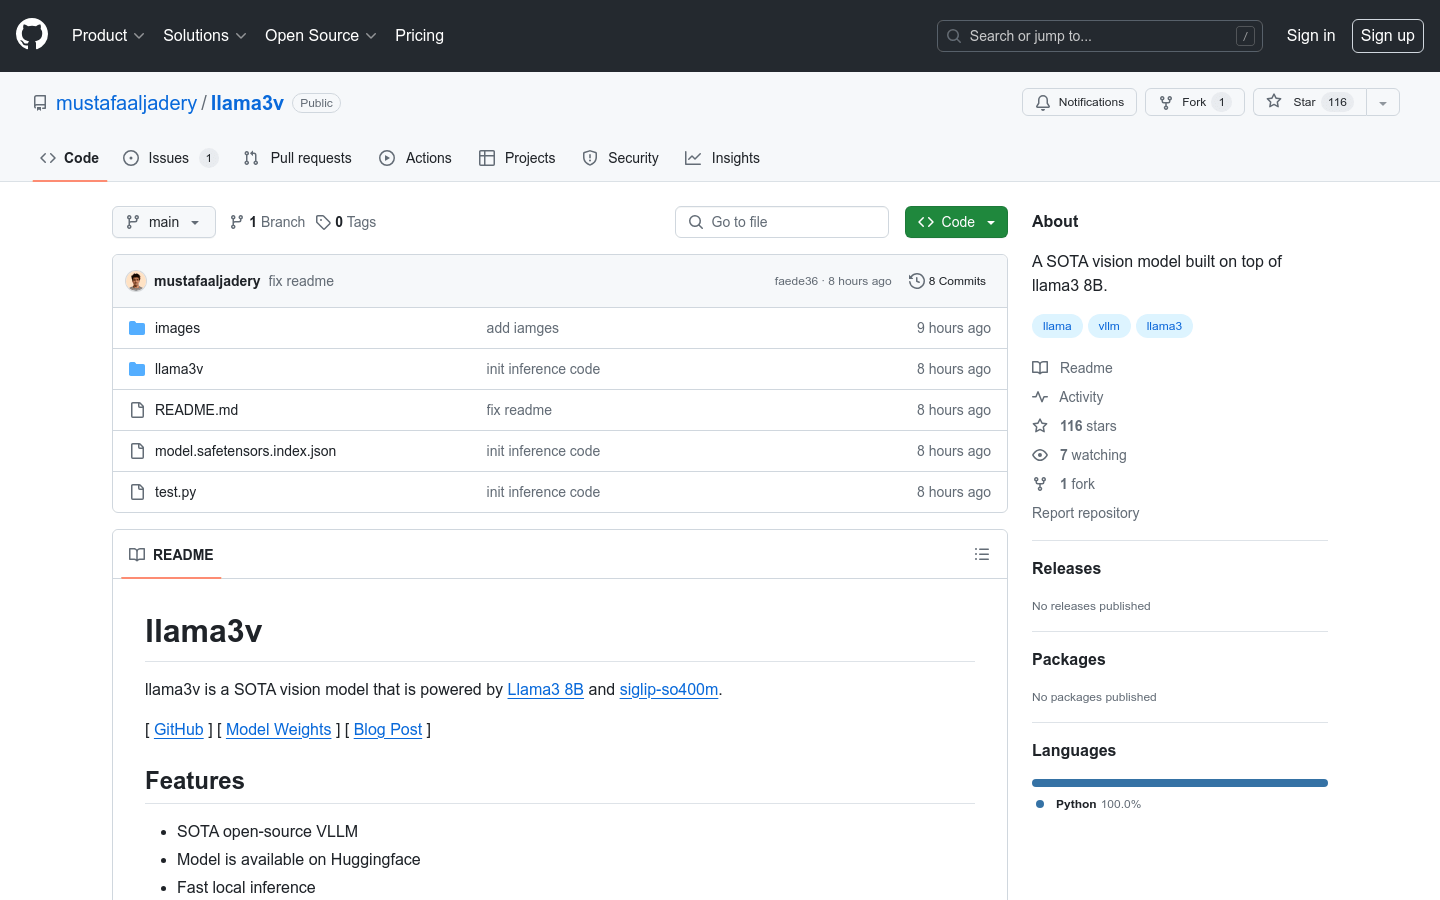 Product Solutions Open Source Pricing Search or jump to... / Sign in Sign up
mustafaaljadery / llama3v Public Notifications Fork 1 Star 116
Code Issues 1 Pull requests Actions Projects Security Insights
main 1 Branch 0 Tags Go to file Code
mustafaaljadery fix readme faede36 · 8 hours ago 8 Commits
images add iamges 9 hours ago
llama3v init inference code 8 hours ago
README.md fix readme 8 hours ago
model.safetensors.index.json init inference code 8 hours ago
test.py init inference code 8 hours ago
README
llama3v
llama3v is a SOTA vision model that is powered by Llama3 8B and siglip-so400m.
[ GitHub ] [ Model Weights ] [ Blog Post ]
Features
• SOTA open-source VLLM
• Model is available on Huggingface
• Fast local inference
About
A SOTA vision model built on top of
llama3 8B.
llama vllm llama3
Readme
Activity
116 stars
7 watching
1 fork
Report repository
Releases
No releases published
Packages
No packages published
Languages
Python 100.0%